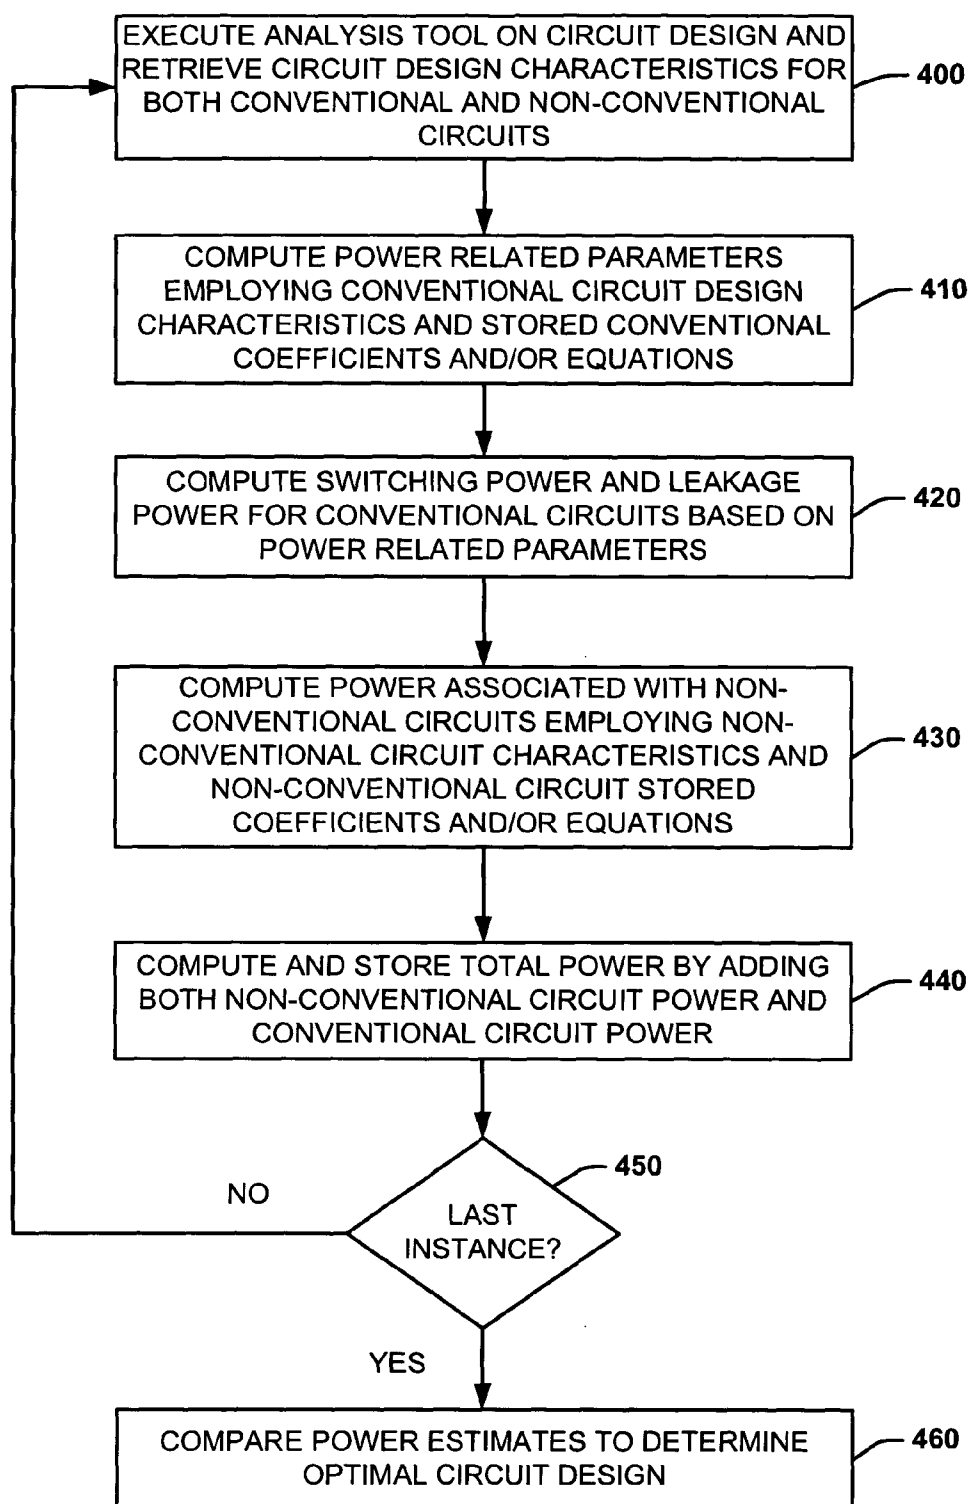 EXECUTE ANALYSIS TOOL ON CIRCUIT DESIGN AND
RETRIEVE CIRCUIT DESIGN CHARACTERISTICS FOR
BOTH CONVENTIONAL AND NON-CONVENTIONAL
CIRCUITS
400
COMPUTE POWER RELATED PARAMETERS
EMPLOYING CONVENTIONAL CIRCUIT DESIGN
CHARACTERISTICS AND STORED CONVENTIONAL
COEFFICIENTS AND/OR EQUATIONS
410
COMPUTE SWITCHING POWER AND LEAKAGE
POWER FOR CONVENTIONAL CIRCUITS BASED ON
POWER RELATED PARAMETERS
420
COMPUTE POWER ASSOCIATED WITH NON-
CONVENTIONAL CIRCUITS EMPLOYING NON-
CONVENTIONAL CIRCUIT CHARACTERISTICS AND
NON-CONVENTIONAL CIRCUIT STORED
COEFFICIENTS AND/OR EQUATIONS
430
COMPUTE AND STORE TOTAL POWER BY ADDING
BOTH NON-CONVENTIONAL CIRCUIT POWER AND
CONVENTIONAL CIRCUIT POWER
440
450
NO
LAST
INSTANCE?
YES
COMPARE POWER ESTIMATES TO DETERMINE
OPTIMAL CIRCUIT DESIGN
460